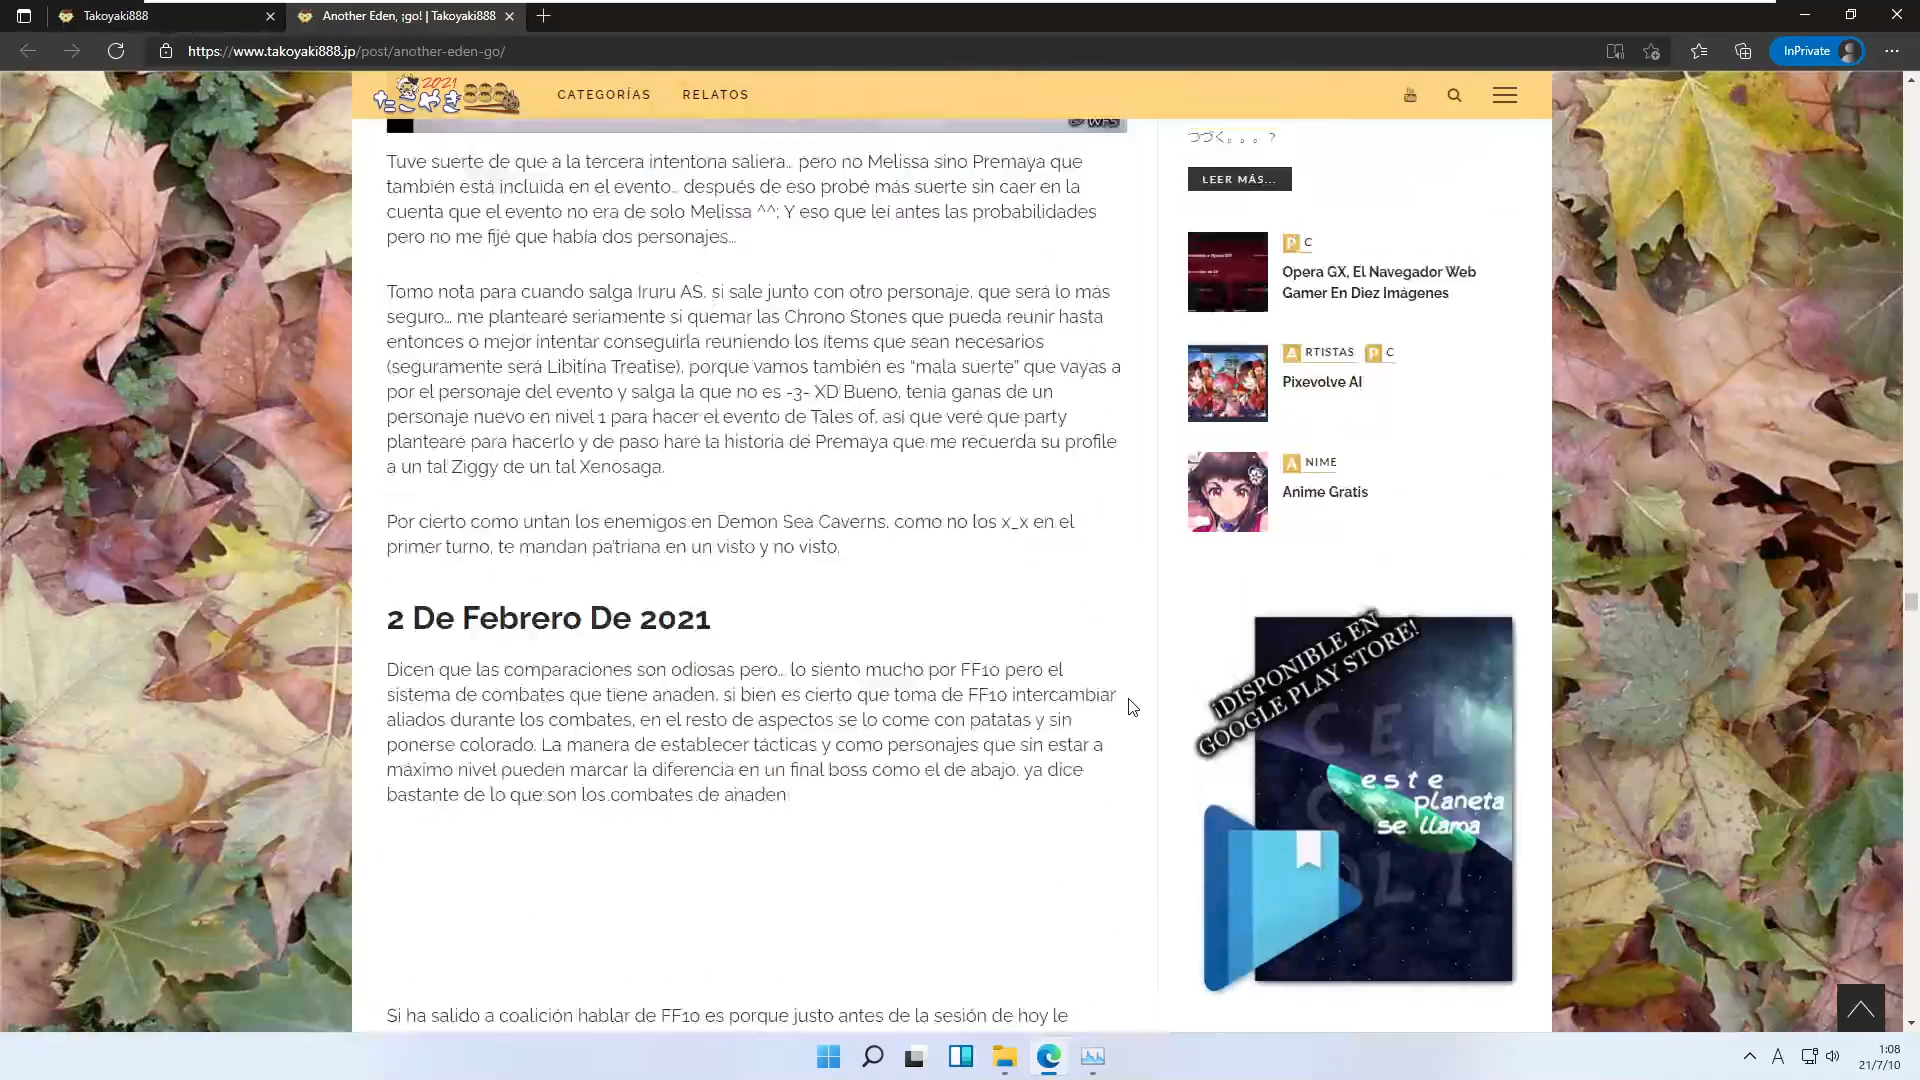 Takoyaki888
Another Eden, ¡go! | Takoyaki888
https://www.takoyaki888.jp/post/another-eden-go/
InPrivate
2021
たこやき888
CATEGORÍAS
RELATOS
© WFS
Tuve suerte de que a la tercera intentona saliera… pero no Melissa sino Premaya que
también está incluida en el evento… después de eso probé más suerte sin caer en la
cuenta que el evento no era de solo Melissa ^^; Y eso que leí antes las probabilidades
pero no me fijé que había dos personajes…
Tomo nota para cuando salga Iruru AS, si sale junto con otro personaje, que será lo más
seguro… me plantearé seriamente si quemar las Chrono Stones que pueda reunir hasta
entonces o mejor intentar conseguirla reuniendo los ítems que sean necesarios
(seguramente será Libitina Treatise), porque vamos también es “mala suerte” que vayas a
por el personaje del evento y salga la que no es -3- XD Bueno, tenia ganas de un
personaje nuevo en nivel 1 para hacer el evento de Tales of, así que veré que party
plantearé para hacerlo y de paso haré la historia de Premaya que me recuerda su profile
a un tal Ziggy de un tal Xenosaga.
Por cierto como untan los enemigos en Demon Sea Caverns, como no los x_x en el
primer turno, te mandan pa’triana en un visto y no visto.
2 De Febrero De 2021
Dicen que las comparaciones son odiosas pero… lo siento mucho por FF10 pero el
sistema de combates que tiene anaden, si bien es cierto que toma de FF10 intercambiar
aliados durante los combates, en el resto de aspectos se lo come con patatas y sin
ponerse colorado. La manera de establecer tácticas y como personajes que sin estar a
máximo nivel pueden marcar la diferencia en un final boss como el de abajo, ya dice
bastante de lo que son los combates de anaden
Si ha salido a coalición hablar de FF10 es porque justo antes de la sesión de hoy le
つづく。。。?
LEER MÁS...
PC
Opera GX, El Navegador Web
Gamer En Diez Imágenes
ARTISTAS PC
Pixevolve AI
ANIME
Anime Gratis
¡DISPONIBLE EN
GOOGLE PLAY STORE!
este
planeta
se llama
A
1:08
21/7/10